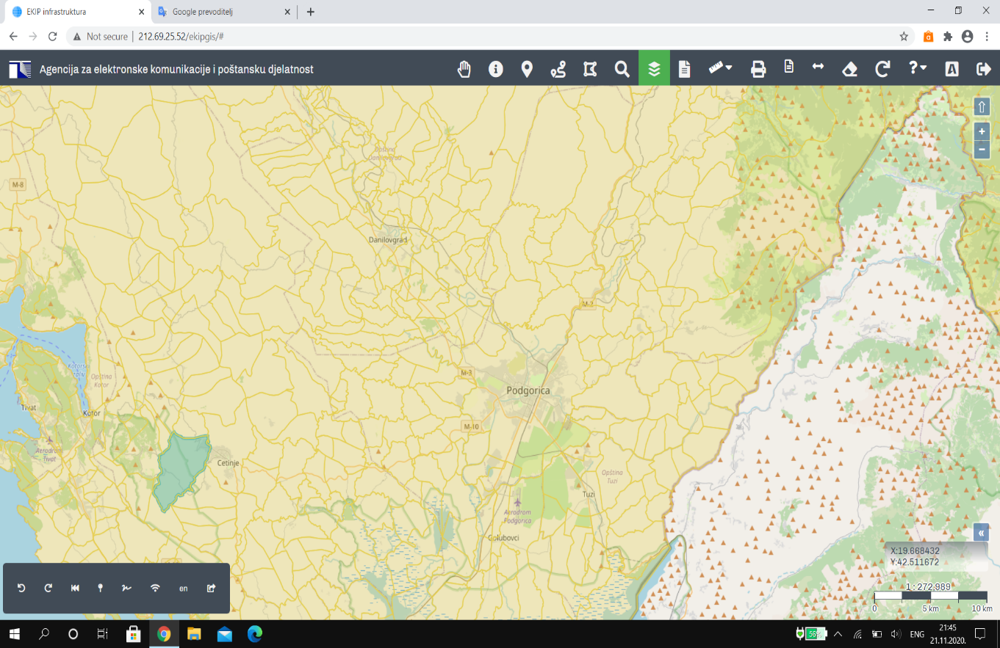 EKIP infrastruktura
Google prevoditelj
Not secure | 212.69.25.52/ekipgis/#
Agencija za elektronske komunikacije i poštansku djelatnost
Opština
Danilovgrad
M-8
Danilovgrad
M-2
Kotorski
zaliv
Opština
Kotor
M-3
Podgorica
Tivat
Kotor
M-10
Aerodrom
Tivat
Cetinje
Opština
Tuzi
Tuzi
Aerodrom
Podgorica
Golubovci
X:19.668432
Y:42.511672
en
1 : 272,989
0 5 km 10 km
56%
ENG
21:45
21.11.2020.